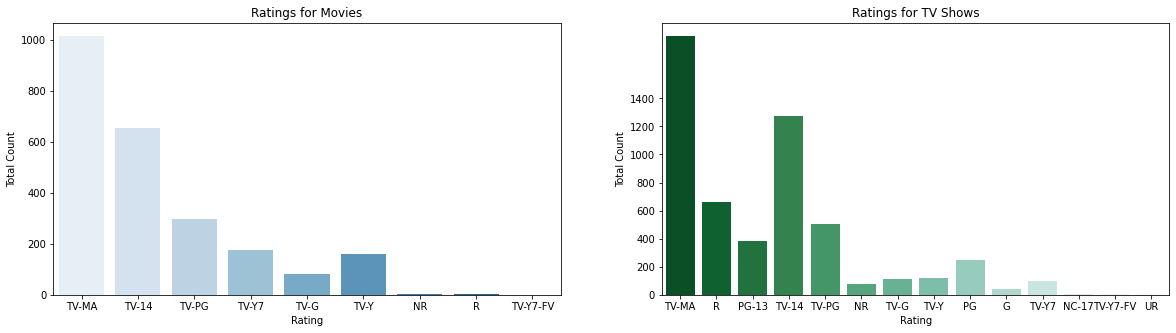 Ratings for Movies
1000
800
600
400
200
0
Total Count
TV-MA TV-14 TV-PG TV-Y7 TV-G TV-Y NR R TV-Y7-FV
Rating
Ratings for TV Shows
1400
1200
1000
800
600
400
200
0
Total Count
TV-MA R PG-13 TV-14 TV-PG NR TV-G TV-Y PG G TV-Y7 NC-17TV-Y7-FV UR
Rating